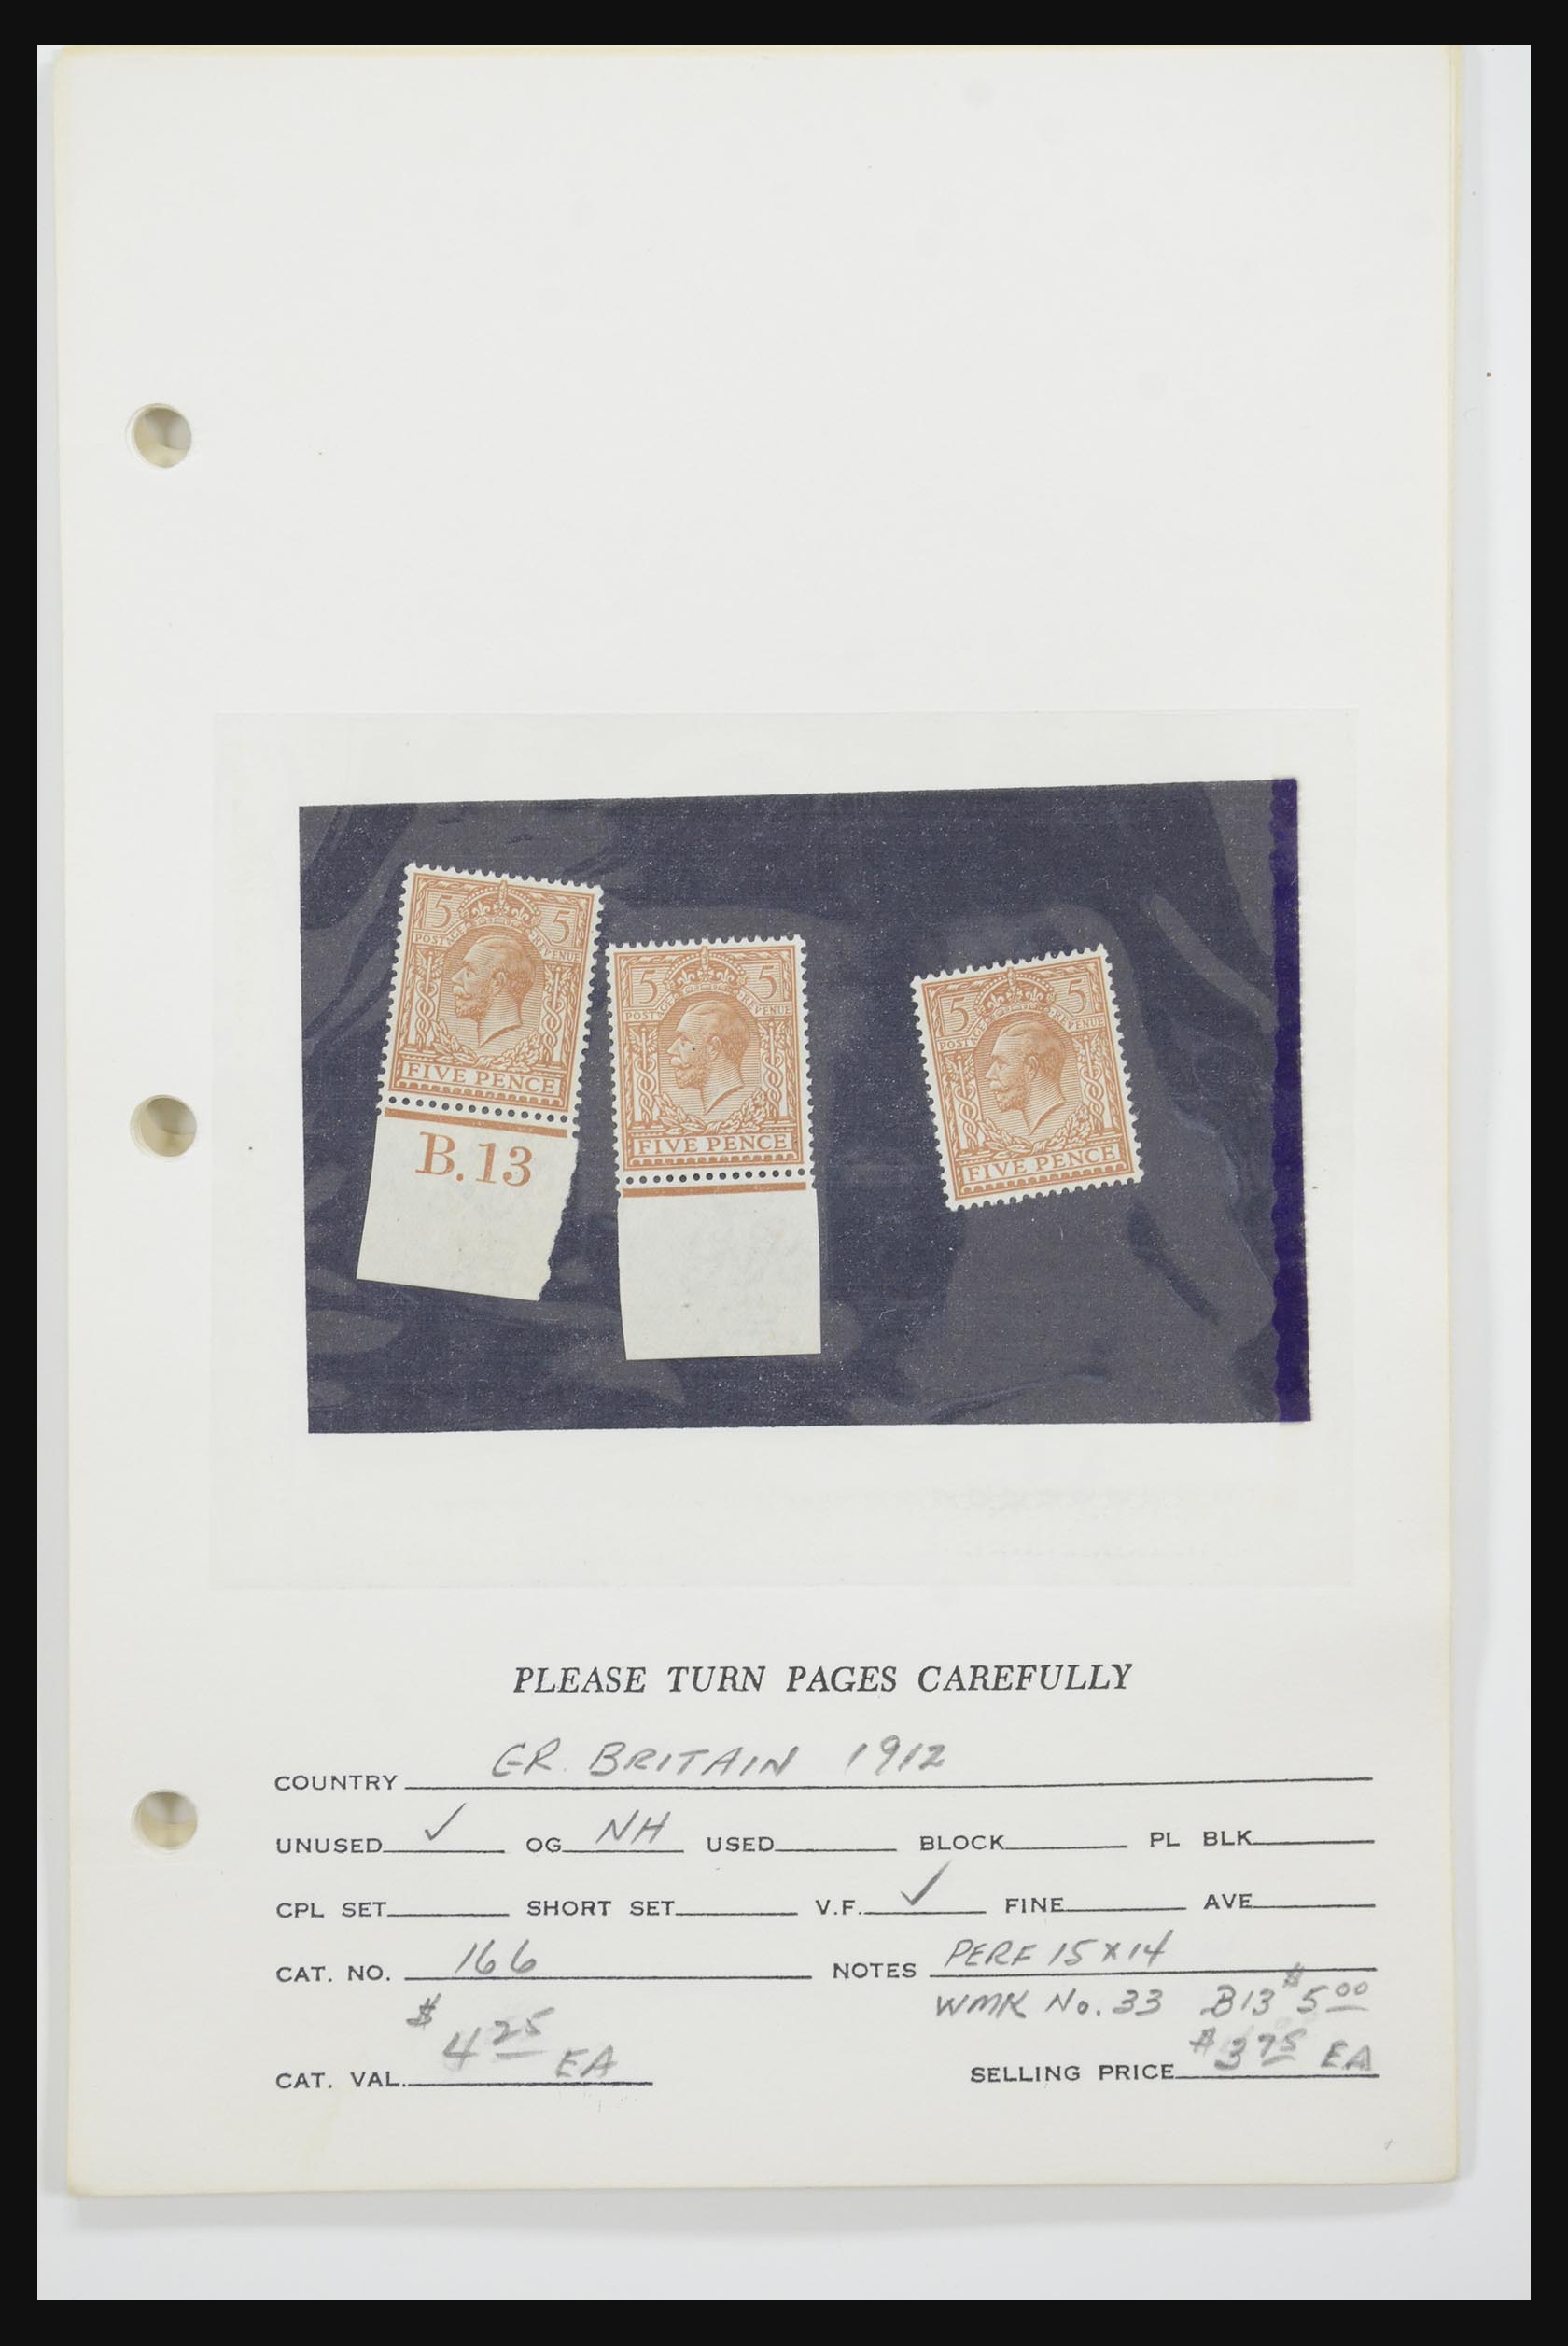 5 5
POSTAGE REVENUE
FIVE PENCE
B.13
5 5
POSTAGE REVENUE
FIVE PENCE
5 5
POSTAGE REVENUE
FIVE PENCE
PLEASE TURN PAGES CAREFULLY
COUNTRY GR. BRITAIN 1912
UNUSED ✓ OG NH USED BLOCK PL BLK
CPL SET SHORT SET V.F. ✓ FINE AVE
CAT. NO. 166 NOTES PERF 15 x 14
WMK No. 33 B13 $5.00
CAT. VAL. $4.25 EA SELLING PRICE $3.75 EA